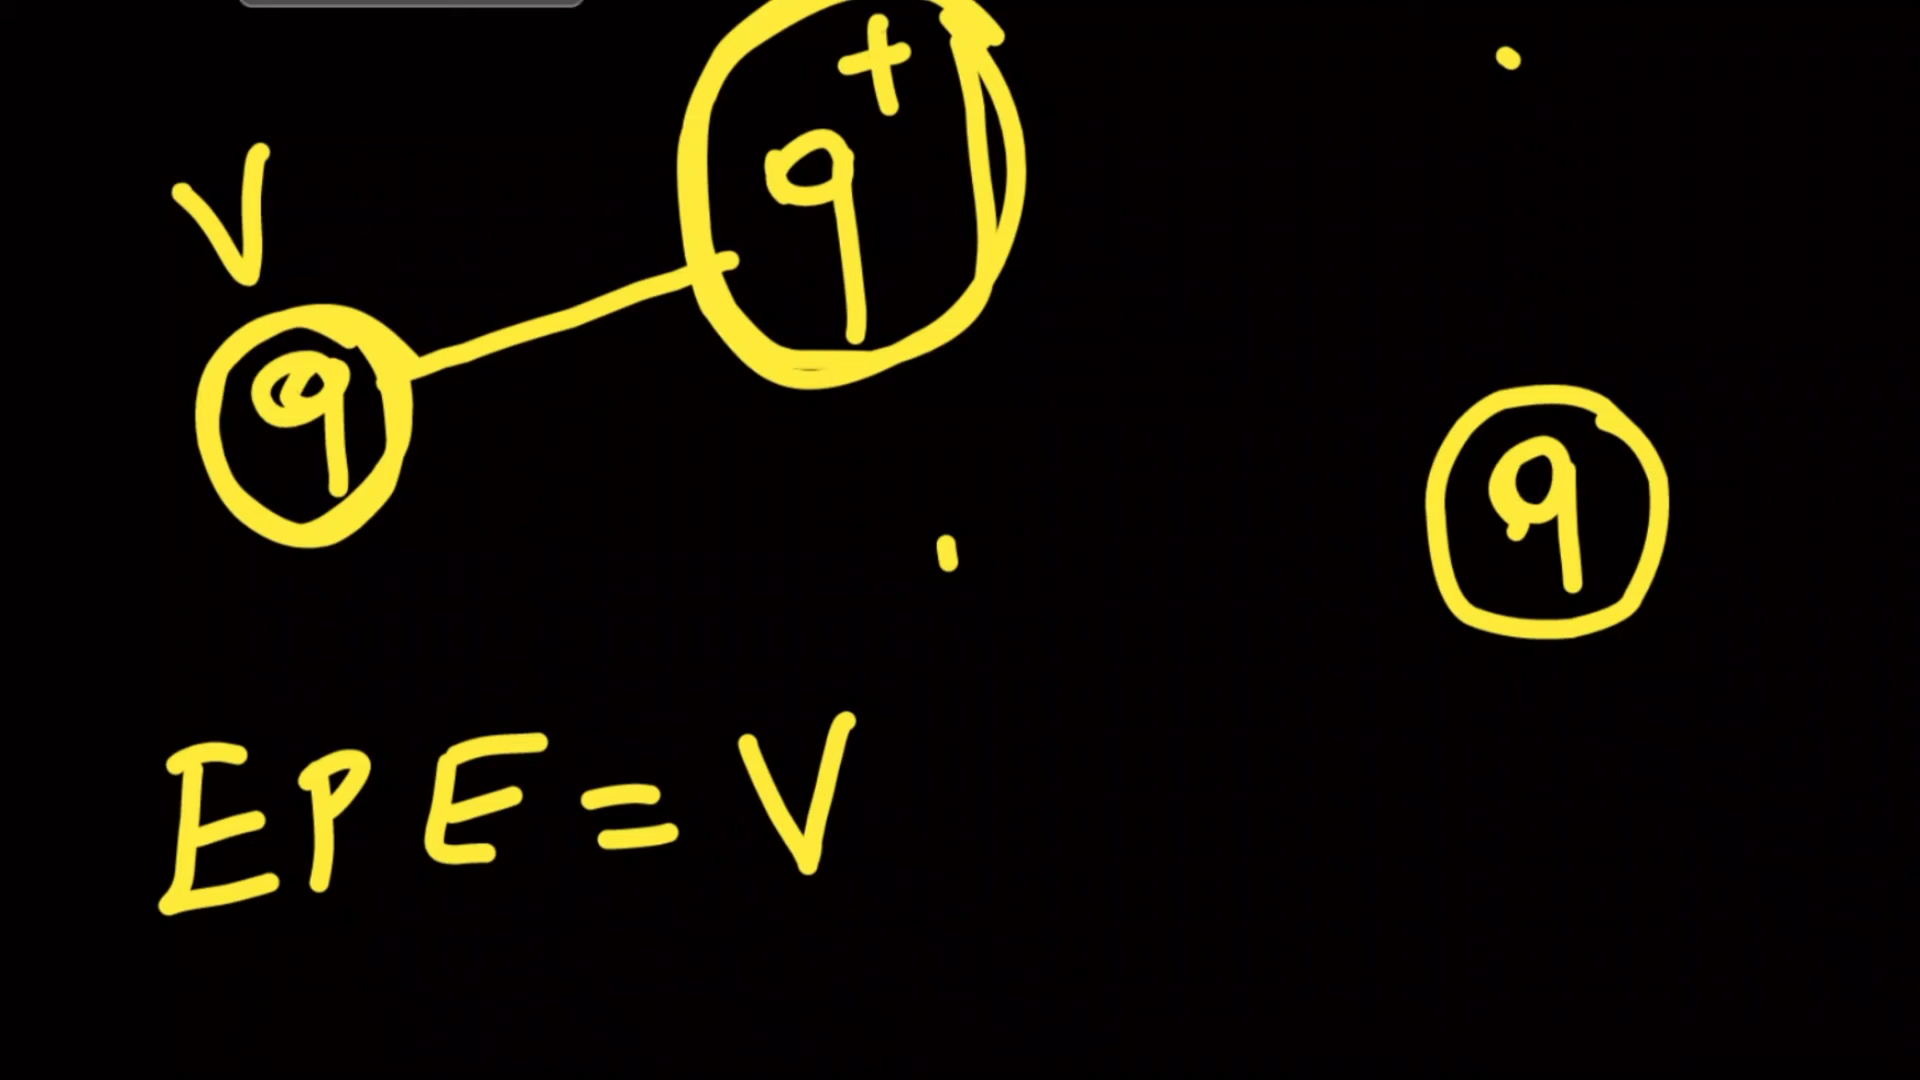 +
q
V
q
q
EPE = V